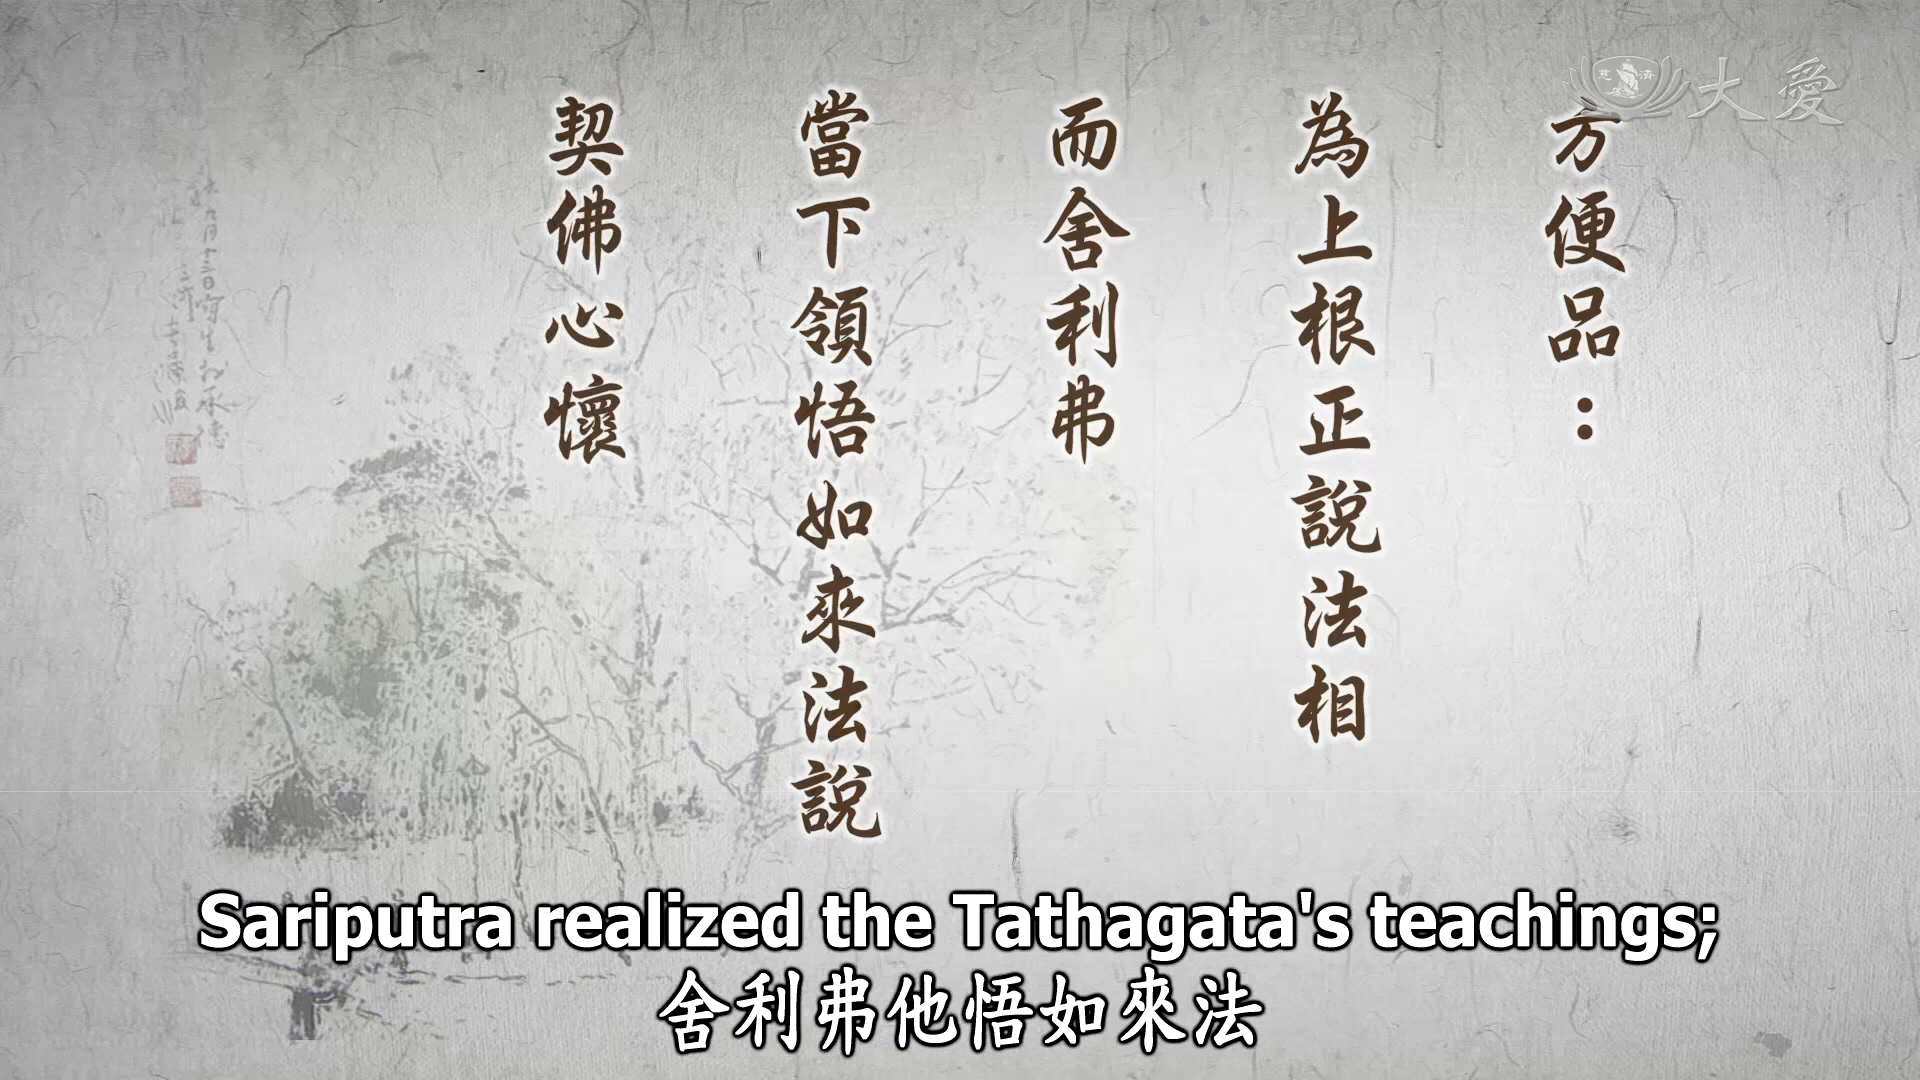 方便品：
為上根正說法相
而舍利弗
當下領悟如來法說
契佛心懷
大愛
慈濟
Sariputra realized the Tathagata's teachings;
舍利弗他悟如來法